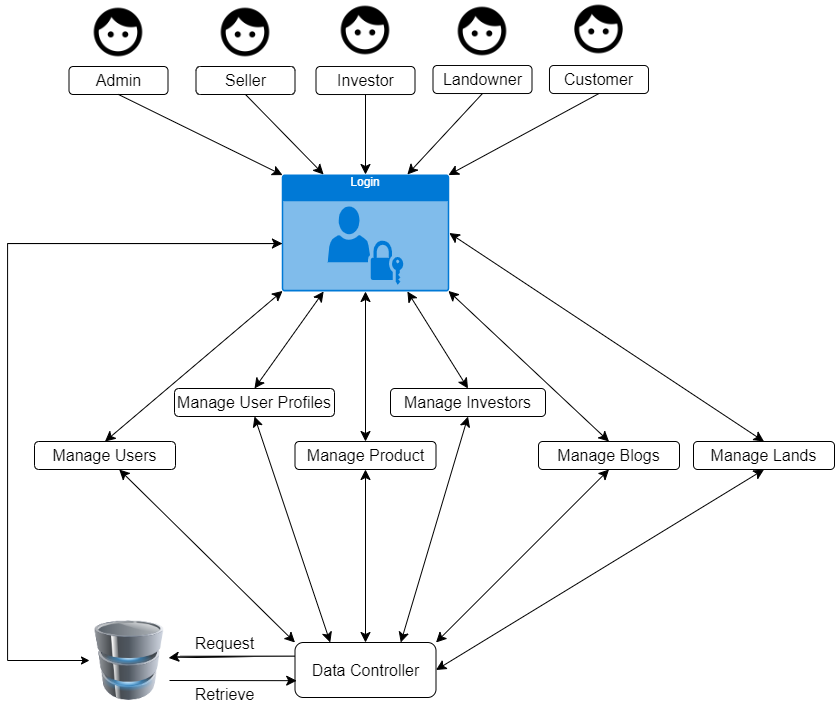 Admin
Seller
Investor
Landowner
Customer
Login
Manage User Profiles
Manage Investors
Manage Users
Manage Product
Manage Blogs
Manage Lands
Request
Data Controller
Retrieve